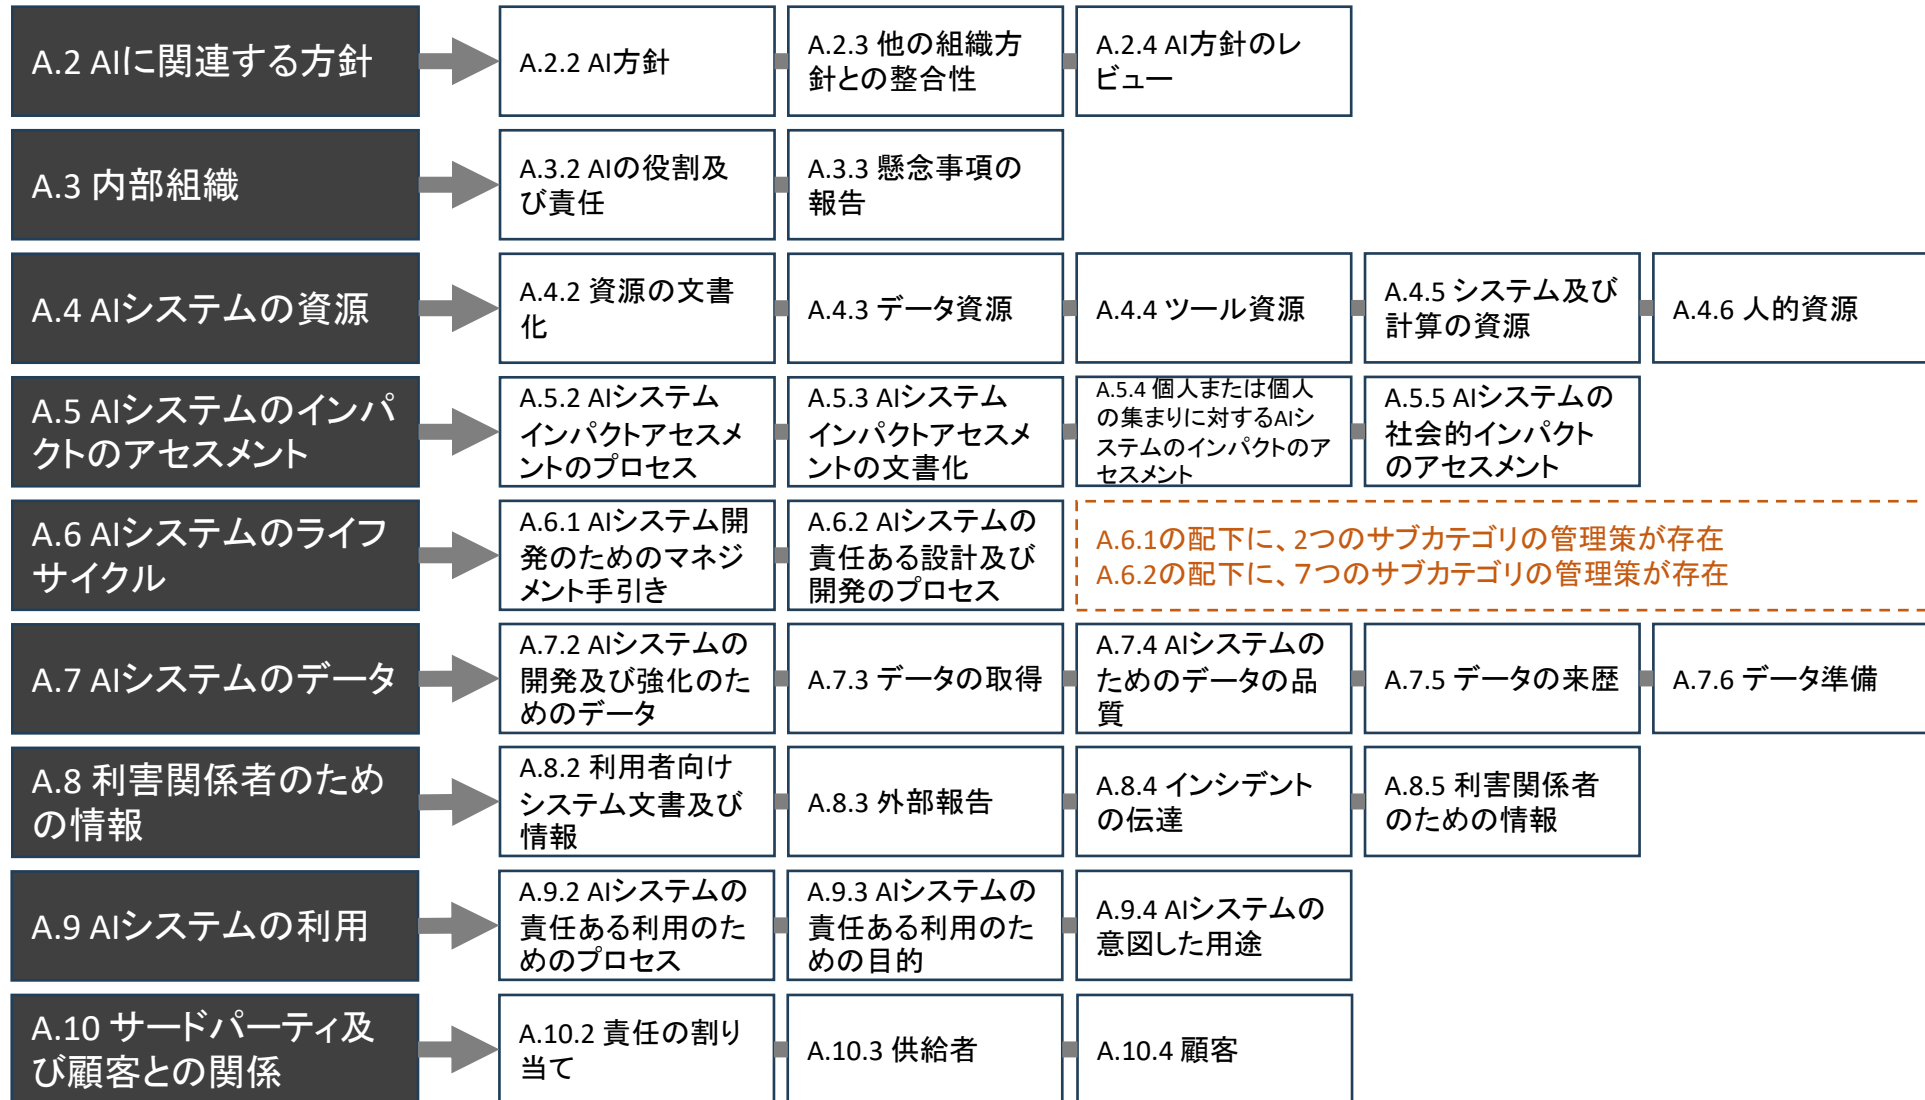 A.2 AIに関連する方針
A.2.2 AI方針
A.2.3 他の組織方
針との整合性
A.2.4 AI方針のレ
ビュー
A.3 内部組織
A.3.2 AIの役割及
び責任
A.3.3 懸念事項の
報告
A.4 AIシステムの資源
A.4.2 資源の文書
化
A.4.3 データ資源
A.4.4 ツール資源
A.4.5 システム及び
計算の資源
A.4.6 人的資源
A.5 AIシステムのインパ
クトのアセスメント
A.5.2 AIシステム
インパクトアセスメ
ントのプロセス
A.5.3 AIシステム
インパクトアセスメ
ントの文書化
A.5.4 個人または個人
の集まりに対するAIシ
ステムのインパクトのア
セスメント
A.5.5 AIシステムの
社会的インパクト
のアセスメント
A.6 AIシステムのライフ
サイクル
A.6.1 AIシステム開
発のためのマネジ
メント手引き
A.6.2 AIシステムの
責任ある設計及び
開発のプロセス
A.6.1の配下に、2つのサブカテゴリの管理策が存在
A.6.2の配下に、7つのサブカテゴリの管理策が存在
A.7 AIシステムのデータ
A.7.2 AIシステムの
開発及び強化のた
めのデータ
A.7.3 データの取得
A.7.4 AIシステムの
ためのデータの品
質
A.7.5 データの来歴
A.7.6 データ準備
A.8 利害関係者のため
の情報
A.8.2 利用者向け
システム文書及び
情報
A.8.3 外部報告
A.8.4 インシデント
の伝達
A.8.5 利害関係者
のための情報
A.9 AIシステムの利用
A.9.2 AIシステムの
責任ある利用のた
めのプロセス
A.9.3 AIシステムの
責任ある利用のた
めの目的
A.9.4 AIシステムの
意図した用途
A.10 サードパーティ及
び顧客との関係
A.10.2 責任の割り
当て
A.10.3 供給者
A.10.4 顧客